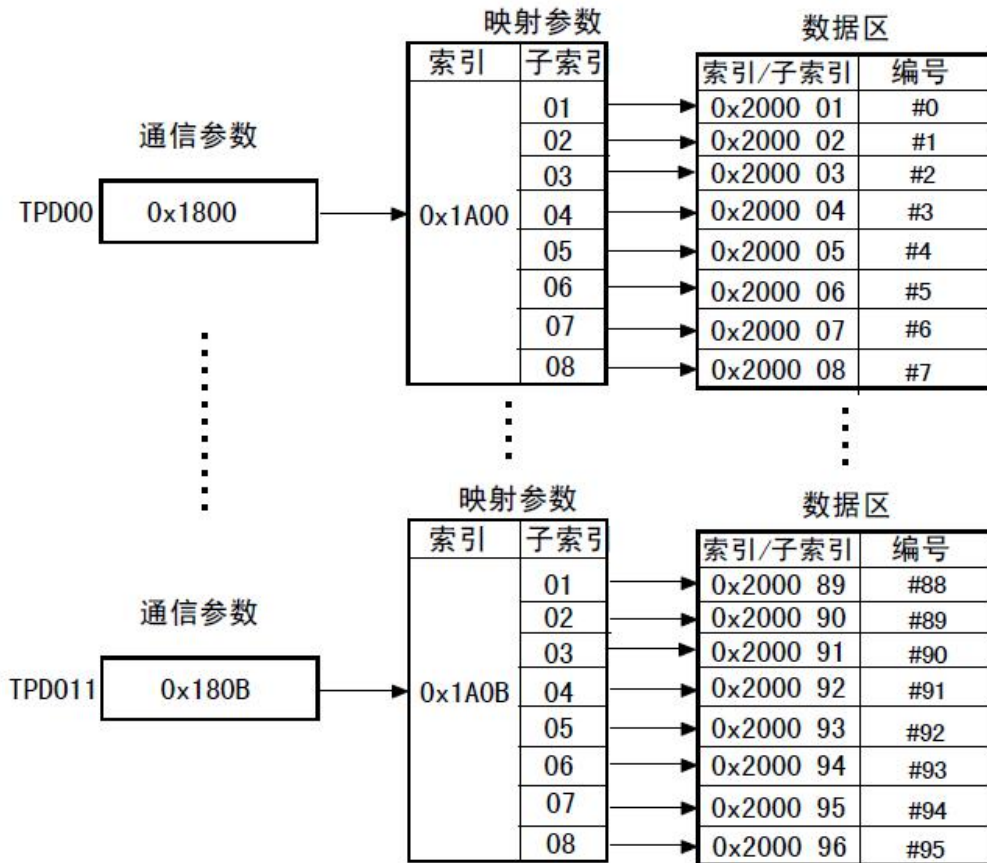 映射参数
数据区
索引 子索引
索引/子索引 编号
通信参数
TPDO0 0x1800
0x1A00
01 0x2000 01 #0
02 0x2000 02 #1
03 0x2000 03 #2
04 0x2000 04 #3
05 0x2000 05 #4
06 0x2000 06 #5
07 0x2000 07 #6
08 0x2000 08 #7
映射参数
数据区
索引 子索引
索引/子索引 编号
通信参数
TPDO11 0x180B
0x1A0B
01 0x2000 89 #88
02 0x2000 90 #89
03 0x2000 91 #90
04 0x2000 92 #91
05 0x2000 93 #92
06 0x2000 94 #93
07 0x2000 95 #94
08 0x2000 96 #95